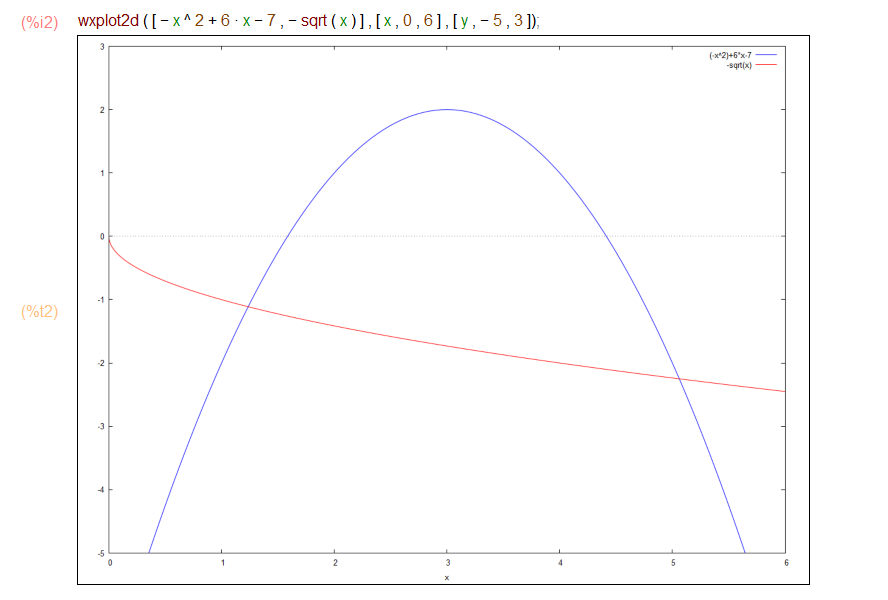 (%i2) wxplot2d ( [ − x ^ 2 + 6 · x − 7 , − sqrt ( x ) ] , [ x , 0 , 6 ] , [ y , − 5 , 3 ]);
(-x^2)+6*x-7
-sqrt(x)
3
2
1
0
-1
(%t2)
-2
-3
-4
-5
0 1 2 3 4 5 6
x